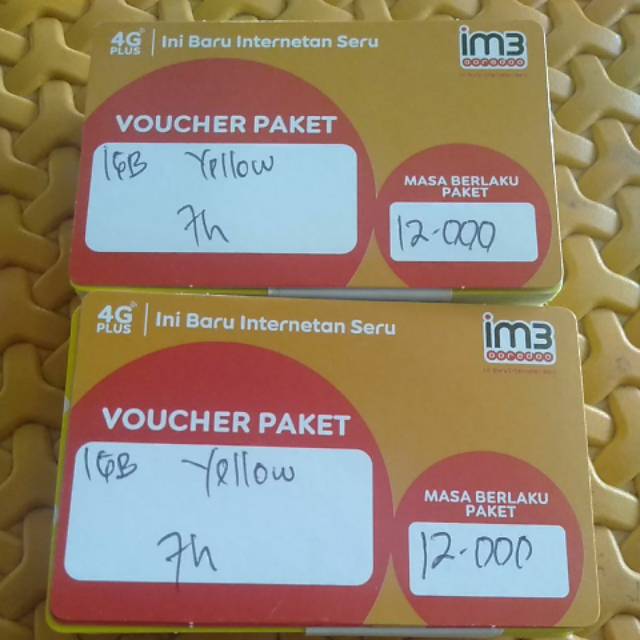 4G PLUS | Ini Baru Internetan Seru
im3
ooredoo
VOUCHER PAKET
1GB Yellow
7h
MASA BERLAKU
PAKET
12.000
4G PLUS | Ini Baru Internetan Seru
im3
ooredoo
VOUCHER PAKET
1GB Yellow
7h
MASA BERLAKU
PAKET
12.000